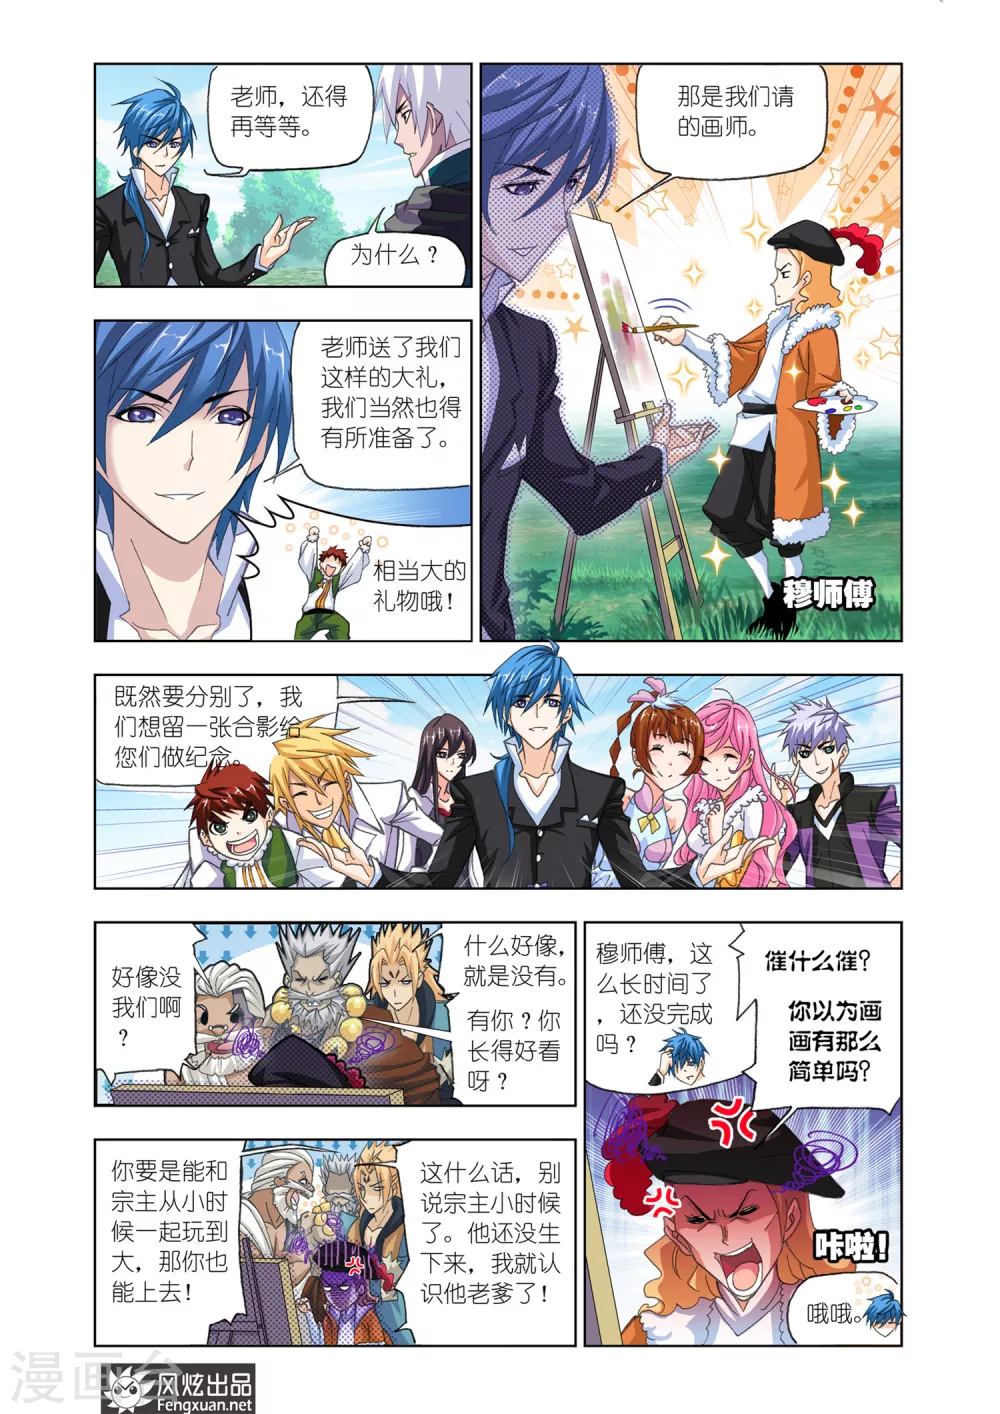 老师，还得
再等等。
为什么？
那是我们请
的画师。
穆师傅
老师送了我们
这样的大礼，
我们当然也得
有所准备了。
相当大的
礼物哦！
既然要分别了，我
们想留一张合影给
您们做纪念。
好像没
我们啊
？
什么好像，
就是没有。
有你？你
长得好看
呀？
穆师傅，这
么长时间了
，还没完成
吗？
催什么催？
你以为画
画有那么
简单吗？
咔啦！
哦哦。
你要是能和
宗主从小时
候一起玩到
大，那你也
能上去！
这什么话，别
说宗主小时候
了。他还没生
下来，我就认
识他老爹了！
漫画台
风炫出品
Fengxuan.net